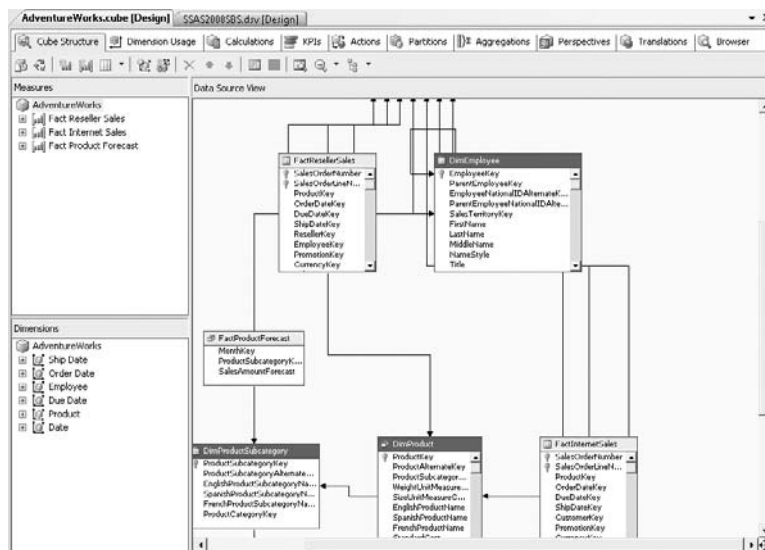 AdventureWorks.cube [Design] SSAS2008SBS.dsv [Design]
Cube Structure Dimension Usage Calculations KPIs Actions Partitions Aggregations Perspectives Translations Browser
Measures
AdventureWorks
Fact Reseller Sales
Fact Internet Sales
Fact Product Forecast
Dimensions
AdventureWorks
Ship Date
Order Date
Employee
Due Date
Product
Date
Data Source View
FactResellerSales
SalesOrderNumber
SalesOrderLineN...
ProductKey
OrderDateKey
DueDateKey
ShipDateKey
ResellerKey
EmployeeKey
PromotionKey
CurrencyKey
DimEmployee
EmployeeKey
ParentEmployeeKey
EmployeeNationalIDAlternateK...
ParentEmployeeNationalIDAlte...
SalesTerritoryKey
FirstName
LastName
MiddleName
NameStyle
Title
FactProductForecast
MonthKey
ProductSubcategoryK...
SalesAmountForecast
DimProductSubcategory
ProductSubcategoryKey
ProductSubcategoryAlternate...
EnglishProductSubcategoryNa...
SpanishProductSubcategoryN...
FrenchProductSubcategoryNa...
ProductCategoryKey
DimProduct
ProductKey
ProductAlternateKey
ProductSubcategor...
WeightUnitMeasure...
SizeUnitMeasureC...
EnglishProductName
SpanishProductName
FrenchProductName
StandardCost
FactInternetSales
SalesOrderNumber
SalesOrderLineN...
ProductKey
OrderDateKey
DueDateKey
ShipDateKey
CustomerKey
PromotionKey
CurrencyKey